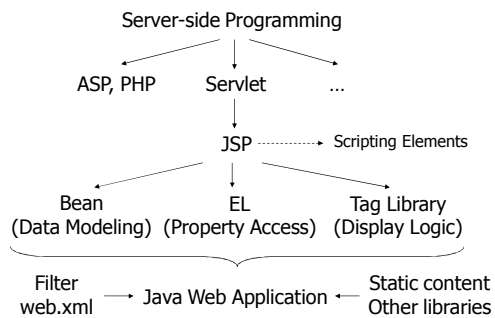 Server-side Programming
ASP, PHP Servlet ...
JSP Scripting Elements
Bean EL Tag Library
(Data Modeling) (Property Access) (Display Logic)
Filter Static content
web.xml Java Web Application Other libraries